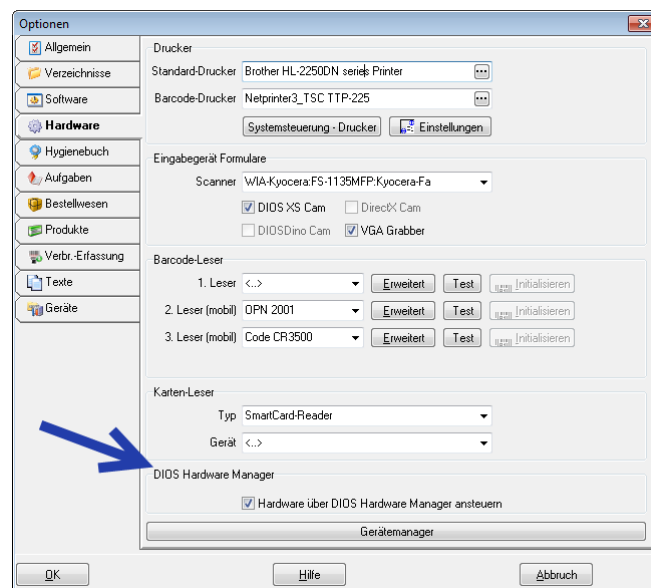 Optionen
Allgemein
Verzeichnisse
Software
Hardware
Hygienebuch
Aufgaben
Bestellwesen
Produkte
Verbr.-Erfassung
Texte
Geräte
Drucker
Standard-Drucker Brother HL-2250DN series Printer ...
Barcode-Drucker Netprinter3_TSC TTP-225 ...
Systemsteuerung - Drucker Einstellungen
Eingabegerät Formulare
Scanner WIA-Kyocera:FS-1135MFP:Kyocera-Fa
DIOS XS Cam DirectX Cam
DIOSDino Cam VGA Grabber
Barcode-Leser
1. Leser <..> Erweitert Test Initialisieren
2. Leser (mobil) OPN 2001 Erweitert Test Initialisieren
3. Leser (mobil) Code CR3500 Erweitert Test Initialisieren
Karten-Leser
Typ SmartCard-Reader
Gerät <..>
DIOS Hardware Manager
Hardware über DIOS Hardware Manager ansteuern
Gerätemanager
OK Hilfe Abbruch